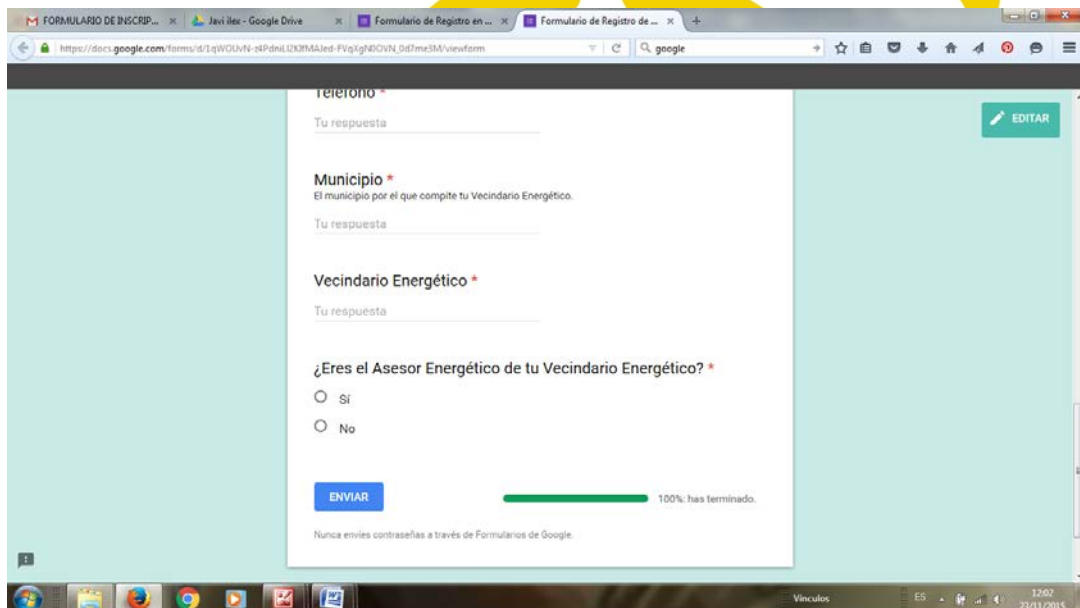 FORMULARIO DE INSCRIP...
Javi ilex - Google Drive
Formulario de Registro en ...
Formulario de Registro de ...
google
Teléfono *
Tu respuesta
EDITAR
Municipio *
El municipio por el que compite tu Vecindario Energético.
Tu respuesta
Vecindario Energético *
Tu respuesta
¿Eres el Asesor Energético de tu Vecindario Energético? *
Sí
No
ENVIAR
100%: has terminado.
Nunca envíes contraseñas a través de Formularios de Google.
Vínculos
ES
12:02
23/11/2015